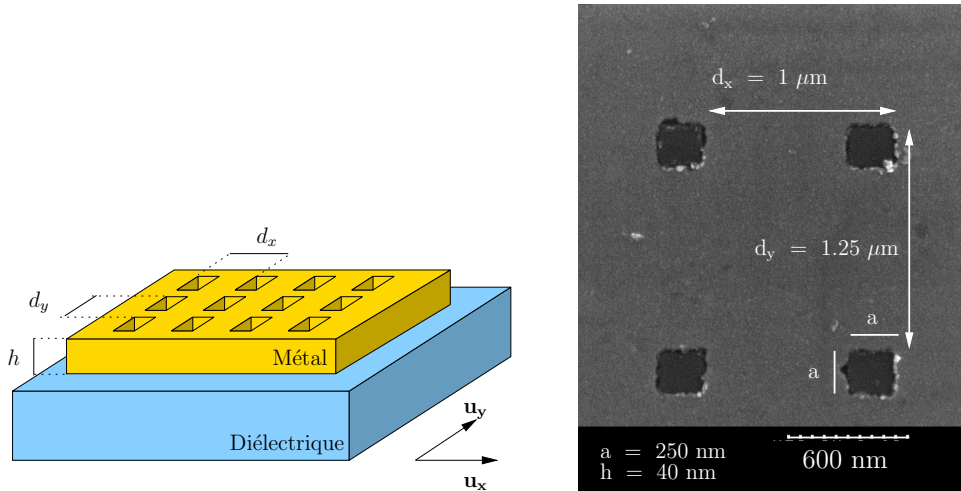 d_x
d_y
h
Métal
Diélectrique
u_y
u_x
d_x = 1 µm
d_y = 1.25 µm
a
a
a = 250 nm
h = 40 nm
600 nm